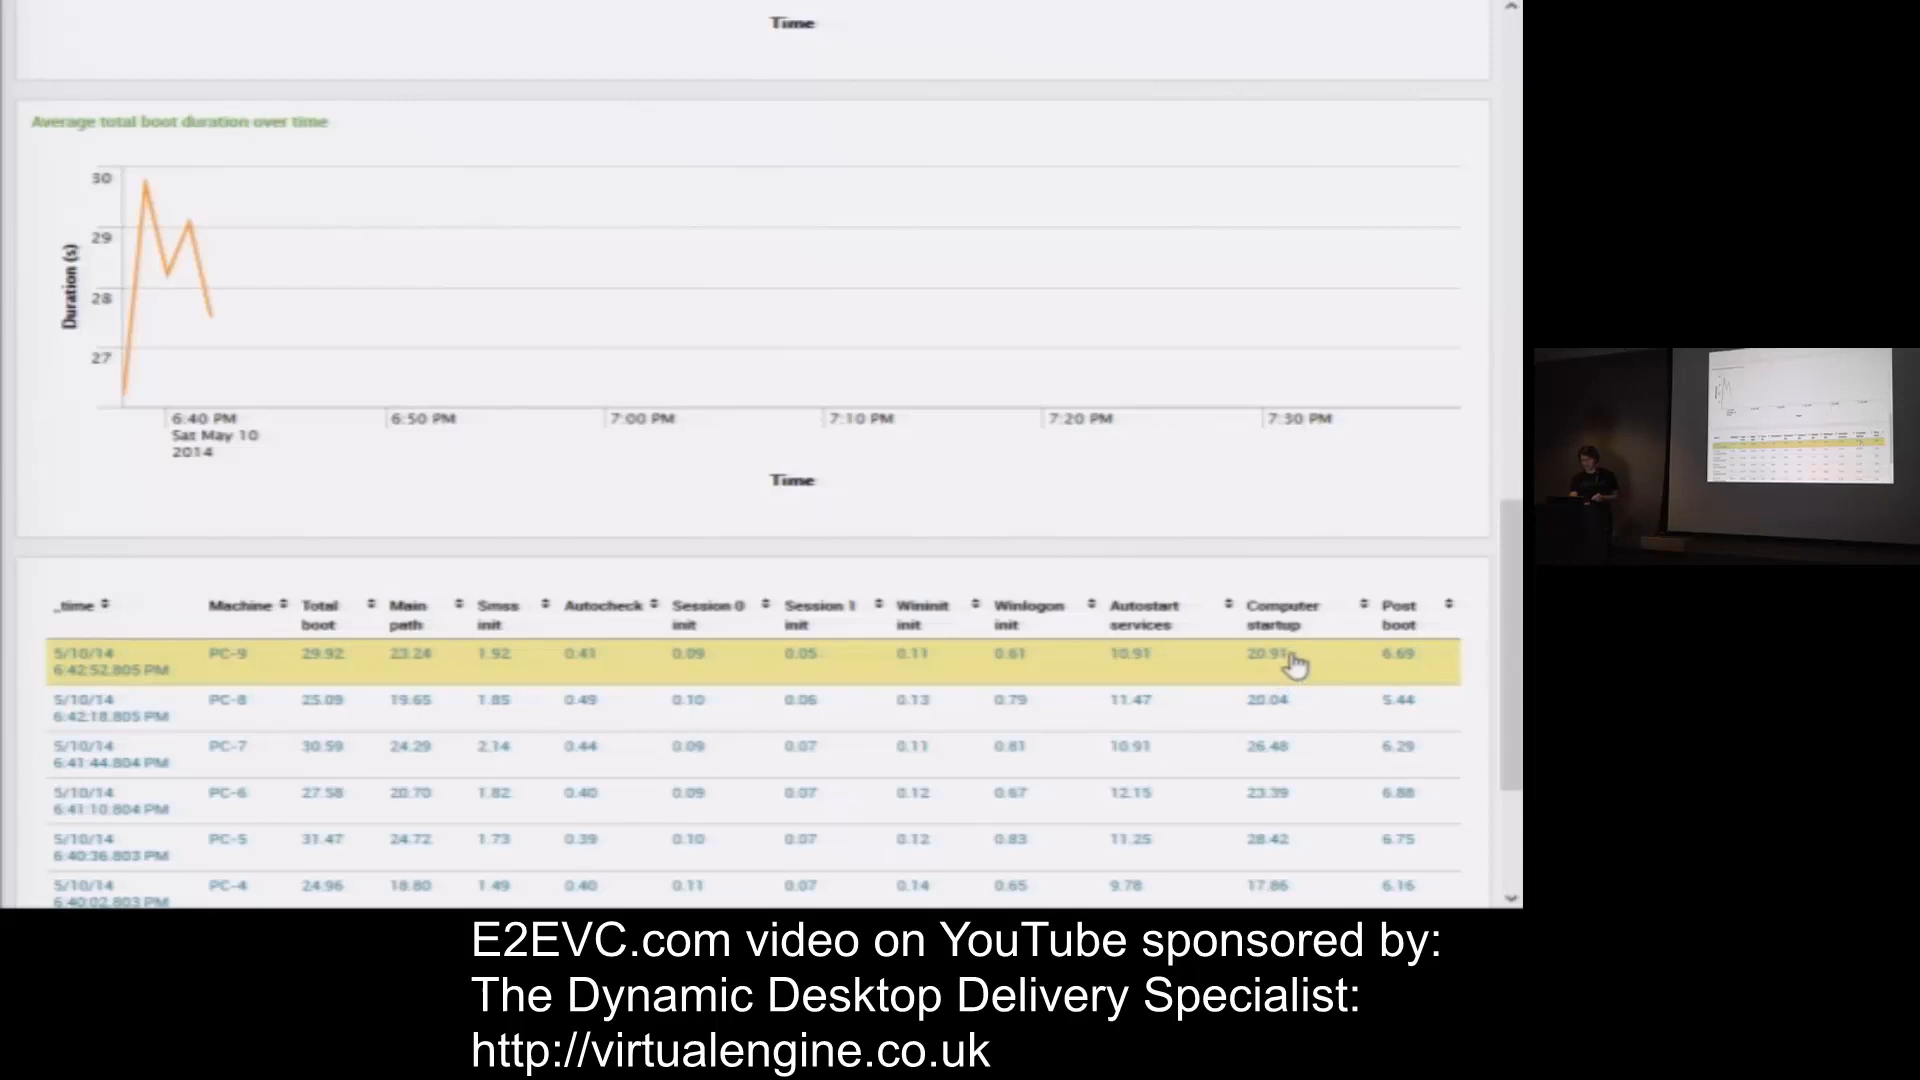 Time
Average total boot duration over time
30
29
28
27
Duration (s)
6:40 PM 6:50 PM 7:00 PM 7:10 PM 7:20 PM 7:30 PM
Sat May 10
2014
Time
_time Machine Total Main Smss Autocheck Session 0 Session 1 Wininit Winlogon Autostart Computer Post
boot path init init init init init services startup boot
5/10/14 PC-9 29.92 23.24 1.92 0.41 0.09 0.05 0.11 0.61 10.91 20.91 6.69
6:42:52.805 PM
5/10/14 PC-8 25.09 19.65 1.85 0.49 0.10 0.06 0.13 0.79 11.47 20.04 5.44
6:42:18.805 PM
5/10/14 PC-7 30.59 24.29 2.14 0.44 0.09 0.07 0.11 0.81 10.91 26.48 6.29
6:41:44.804 PM
5/10/14 PC-6 27.58 20.70 1.82 0.40 0.09 0.07 0.12 0.67 12.15 23.39 6.88
6:41:10.804 PM
5/10/14 PC-5 31.47 24.72 1.73 0.39 0.10 0.07 0.12 0.83 11.25 28.42 6.75
6:40:36.803 PM
5/10/14 PC-4 24.96 18.80 1.49 0.40 0.11 0.07 0.14 0.65 9.78 17.86 6.16
6:40:02.803 PM
E2EVC.com video on YouTube sponsored by:
The Dynamic Desktop Delivery Specialist:
http://virtualengine.co.uk